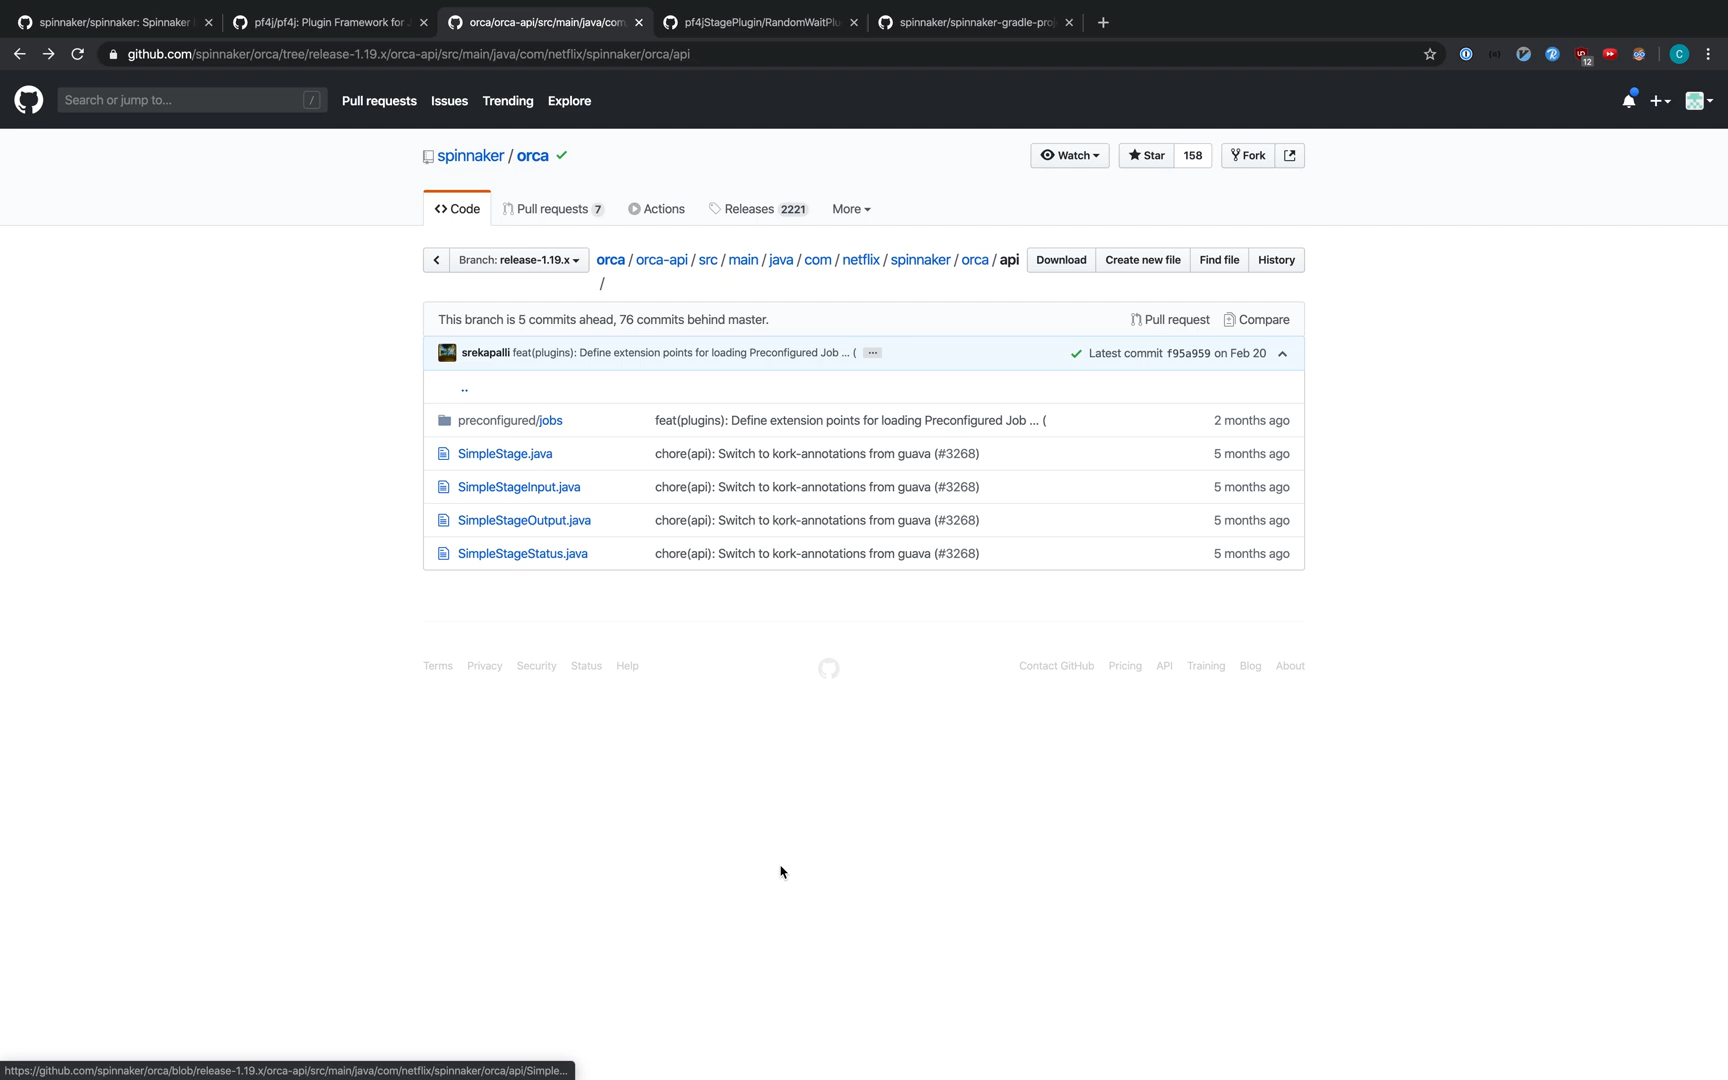 spinnaker/spinnaker: Spinnaker
pf4j/pf4j: Plugin Framework for J
orca/orca-api/src/main/java/com
pf4jStagePlugin/RandomWaitPlu
spinnaker/spinnaker-gradle-proj
github.com/spinnaker/orca/tree/release-1.19.x/orca-api/src/main/java/com/netflix/spinnaker/orca/api
12
C
Search or jump to...
/
Pull requests
Issues
Trending
Explore
spinnaker / orca
Watch
Star
158
Fork
Code
Pull requests 7
Actions
Releases 2221
More
Branch: release-1.19.x
orca / orca-api / src / main / java / com / netflix / spinnaker / orca / api
/
Download
Create new file
Find file
History
This branch is 5 commits ahead, 76 commits behind master.
Pull request
Compare
srekapalli feat(plugins): Define extension points for loading Preconfigured Job ... ( ...
Latest commit f95a959 on Feb 20
..
preconfigured/jobs feat(plugins): Define extension points for loading Preconfigured Job ... ( 2 months ago
SimpleStage.java chore(api): Switch to kork-annotations from guava (#3268) 5 months ago
SimpleStageInput.java chore(api): Switch to kork-annotations from guava (#3268) 5 months ago
SimpleStageOutput.java chore(api): Switch to kork-annotations from guava (#3268) 5 months ago
SimpleStageStatus.java chore(api): Switch to kork-annotations from guava (#3268) 5 months ago
Terms
Privacy
Security
Status
Help
Contact GitHub
Pricing
API
Training
Blog
About
https://github.com/spinnaker/orca/blob/release-1.19.x/orca-api/src/main/java/com/netflix/spinnaker/orca/api/Simple...